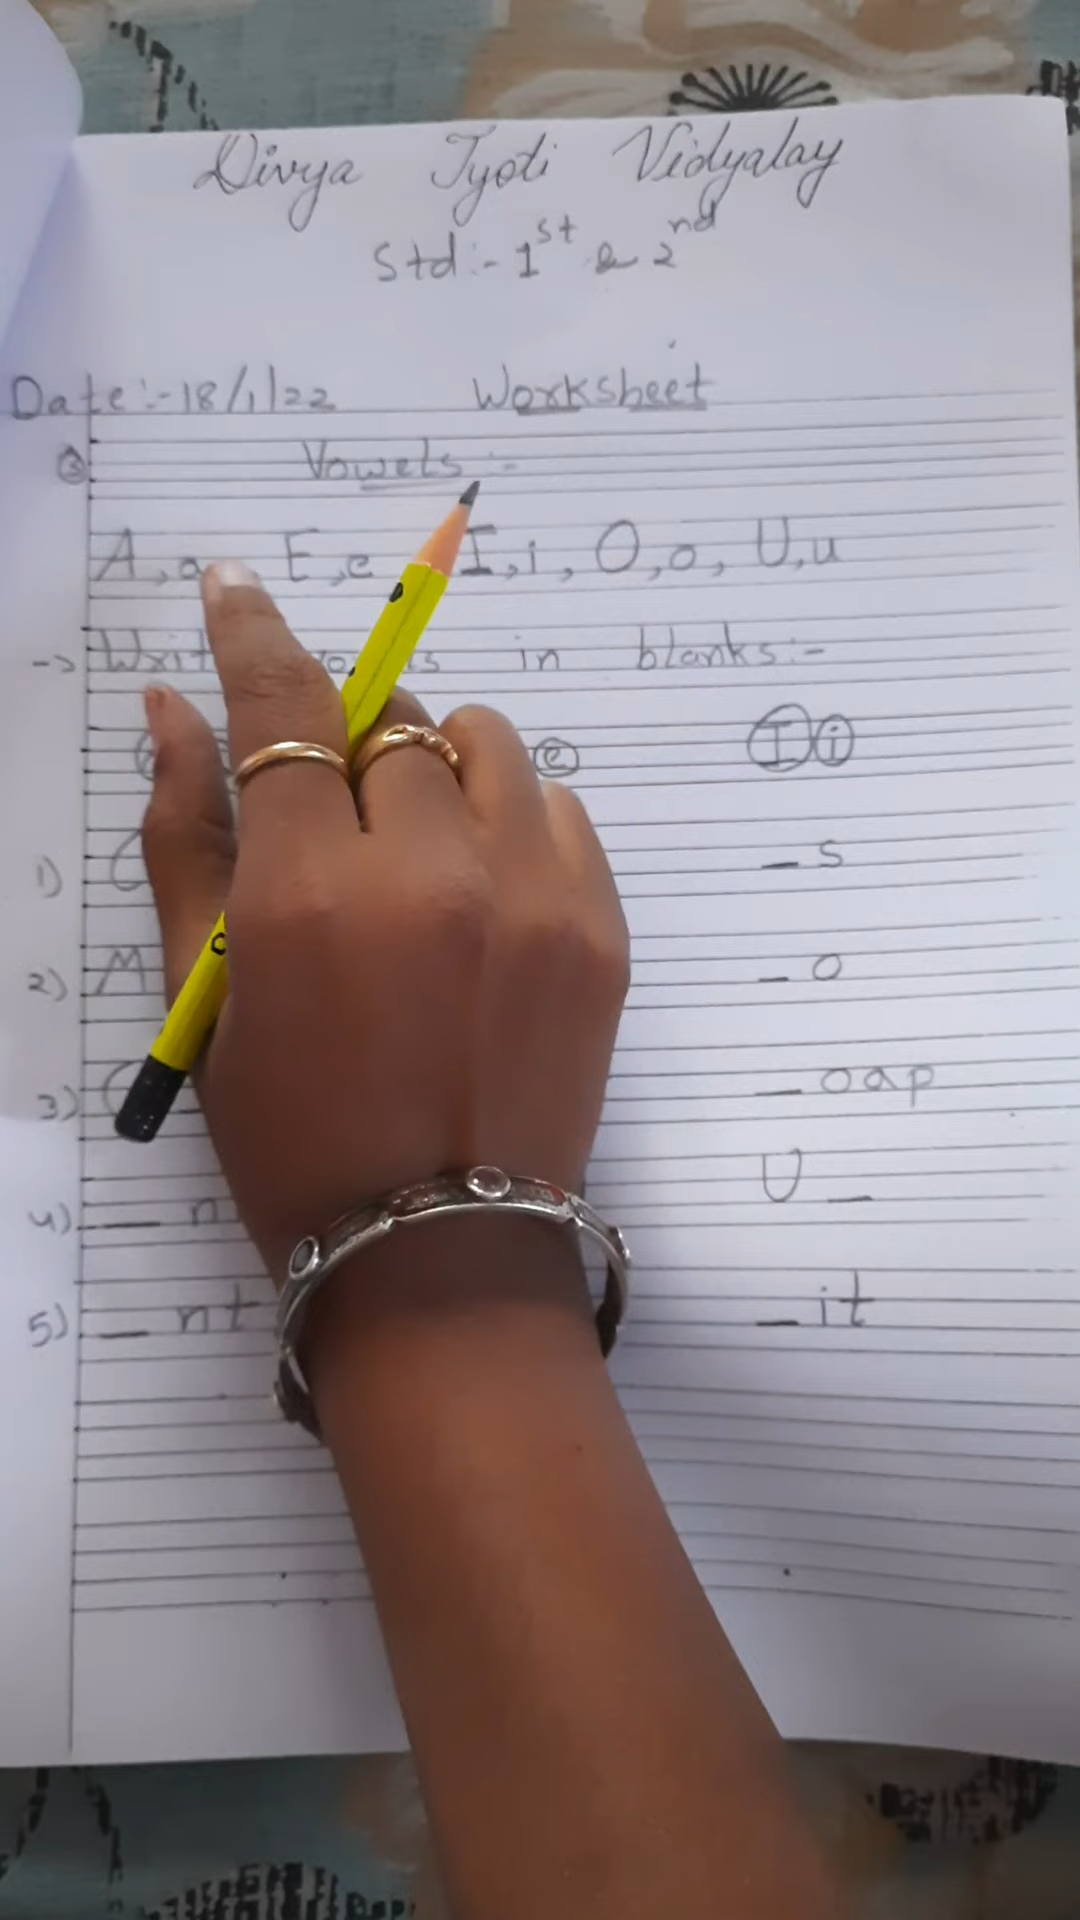 Divya Jyoti Vidyalay
Std:- 1st & 2nd
Date:-18/1/22 Worksheet
Vowels:-
A,a E,e I,i, O,o, U,u
-> in blanks:-
e I i
1) _ s
2) M _ o
3) _ oap
4) _ n U _
5) _ nt _ it